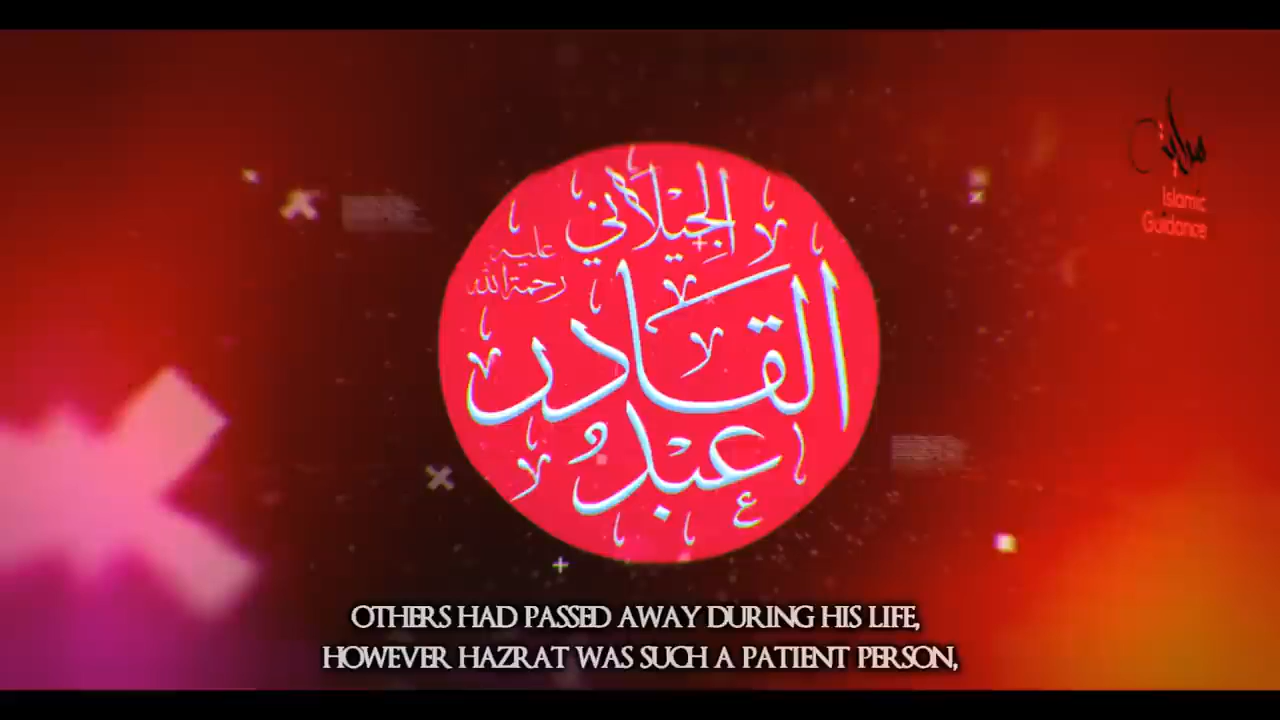 الجيلاني
عليه
رحمة الله
القادر
عبد
Islamic
Guidance
OTHERS HAD PASSED AWAY DURING HIS LIFE,
HOWEVER HAZRAT WAS SUCH A PATIENT PERSON,